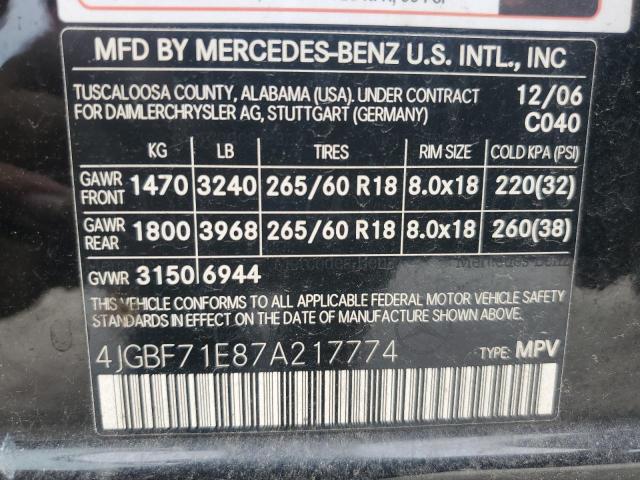 MFD BY MERCEDES-BENZ U.S. INTL., INC
TUSCALOOSA COUNTY, ALABAMA (USA). UNDER CONTRACT 12/06
FOR DAIMLERCHRYSLER AG, STUTTGART (GERMANY) C040
KG LB TIRES RIM SIZE COLD KPA (PSI)
GAWR FRONT 1470 3240 265/60 R18 8.0x18 220(32)
GAWR REAR 1800 3968 265/60 R18 8.0x18 260(38)
GVWR 3150 6944
THIS VEHICLE CONFORMS TO ALL APPLICABLE FEDERAL MOTOR VEHICLE SAFETY
STANDARDS IN EFFECT ON THE DATE OF MANUFACTURE SHOWN ABOVE.
4JGBF71E87A217774 TYPE: MPV